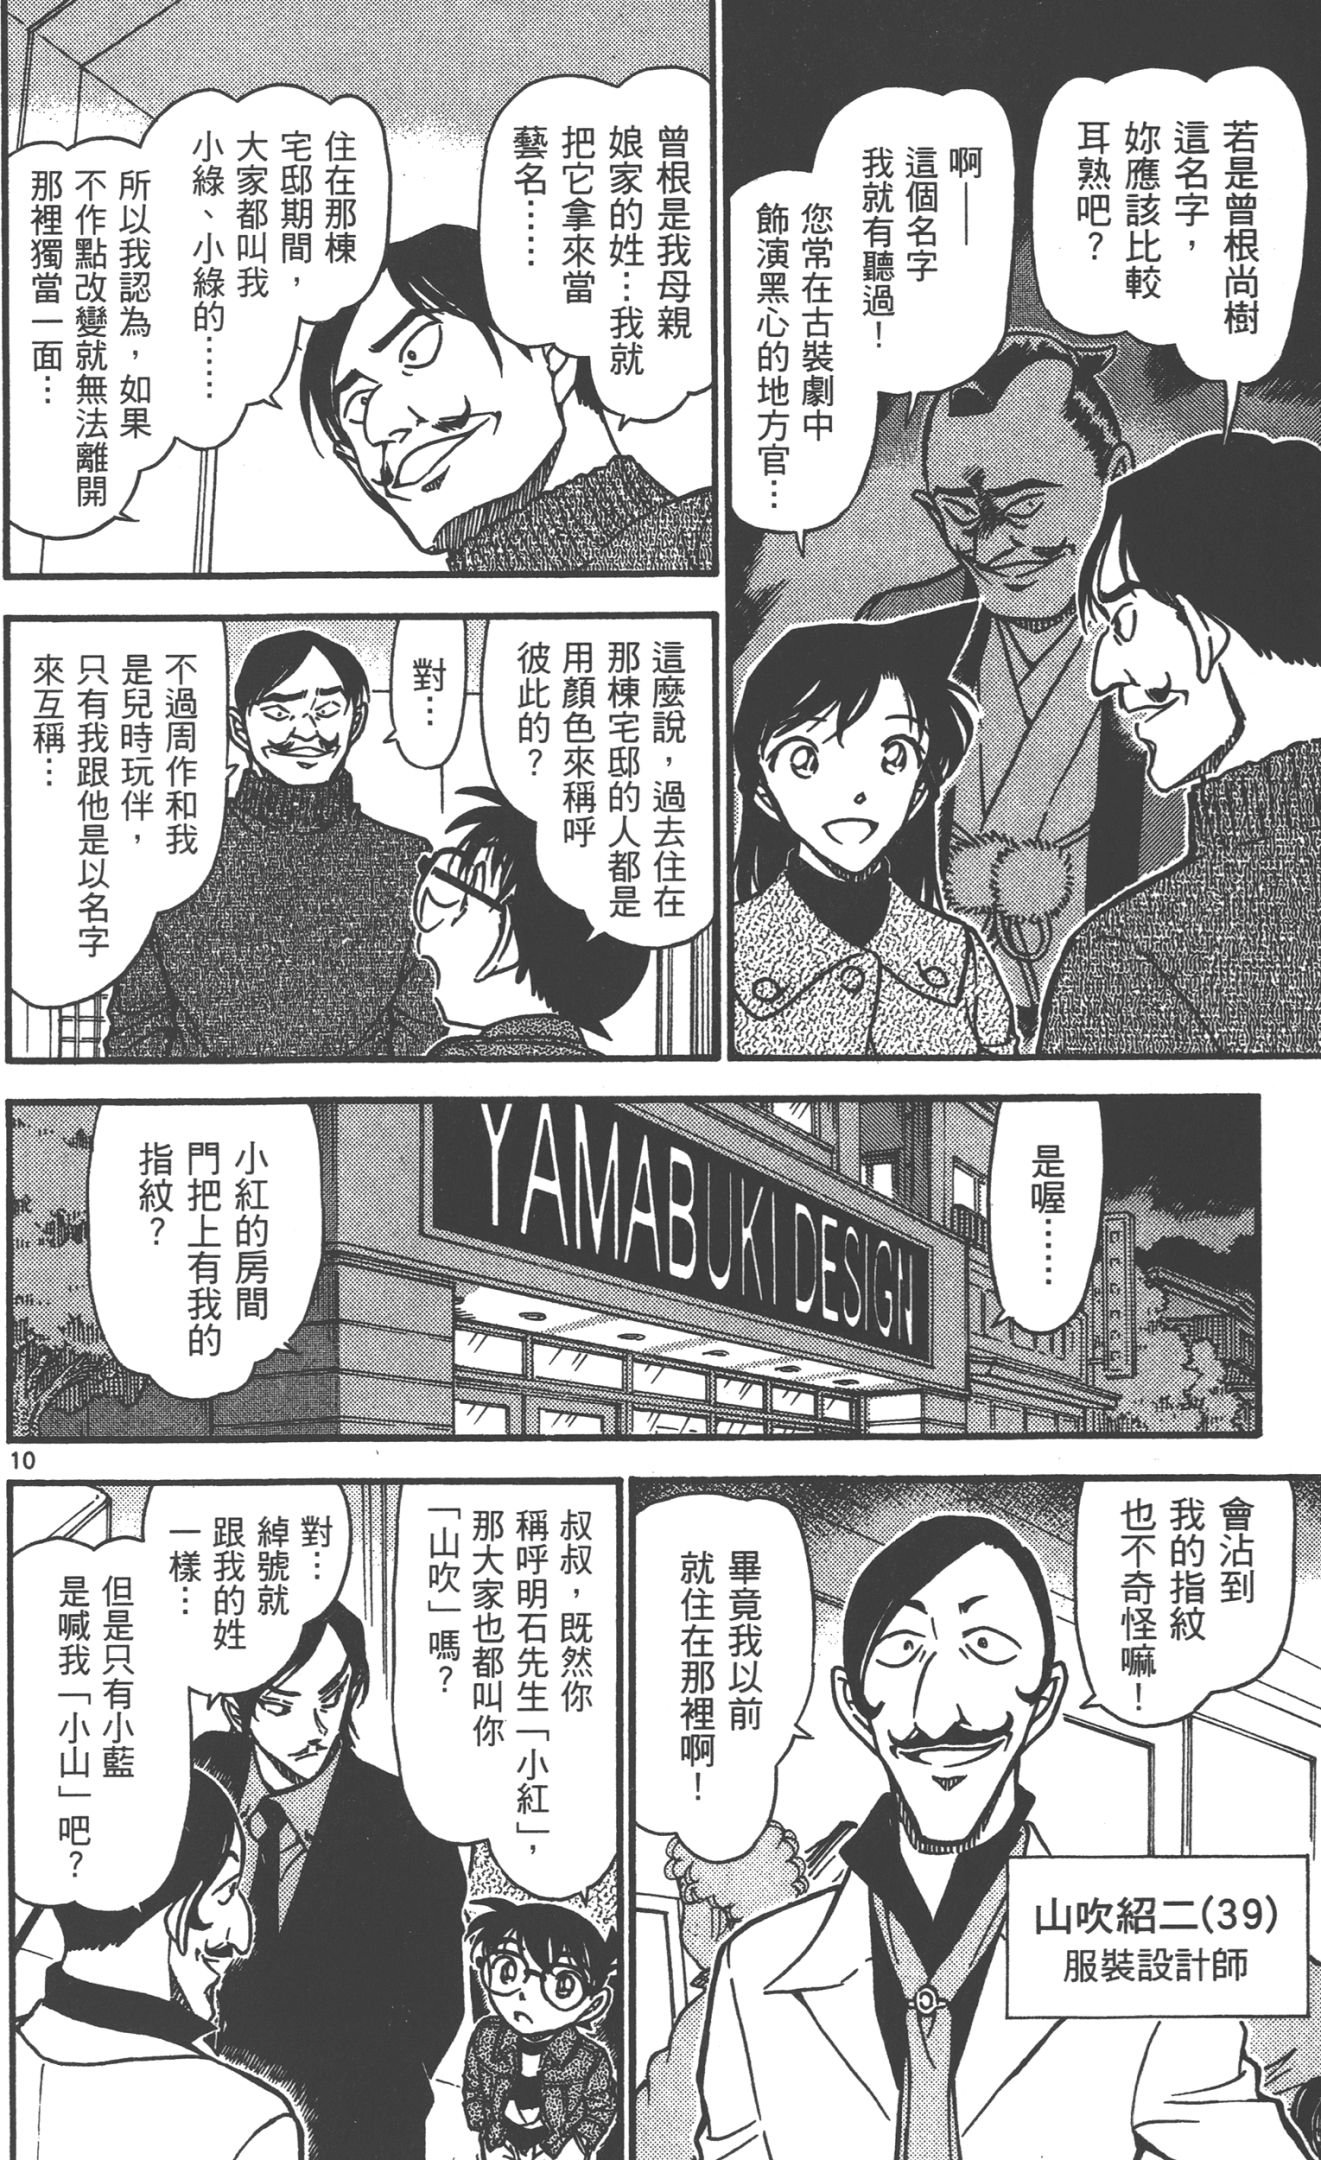 若是曾根尚樹
這名字，
妳應該比較
耳熟吧？
啊——
這個名字
我就有聽過！
您常在古裝劇中
飾演黑心的地方官…
曾根是我母親
娘家的姓…我就
把它拿來當
藝名……
住在那棟
宅邸期間，
大家都叫我
小綠、小綠的……
所以我認為，如果
不作點改變就無法離開
那裡獨當一面…
這麼說，過去住在
那棟宅邸的人都是
用顏色來稱呼
彼此的？
對…
不過周作和我
是兒時玩伴，
只有我跟他是以名字
來互稱…
是喔……
YAMABUKI DESIGN
小紅的房間
門把上有我的
指紋？
會沾到
我的指紋
也不奇怪嘛！
畢竟我以前
就住在那裡啊！
山吹紹二(39)
服裝設計師
叔叔，既然你
稱呼明石先生「小紅」，
那大家也都叫你
「山吹」嗎？
對…
綽號就
跟我的姓
一樣…
但是只有小藍
是喊我「小山」吧？
10